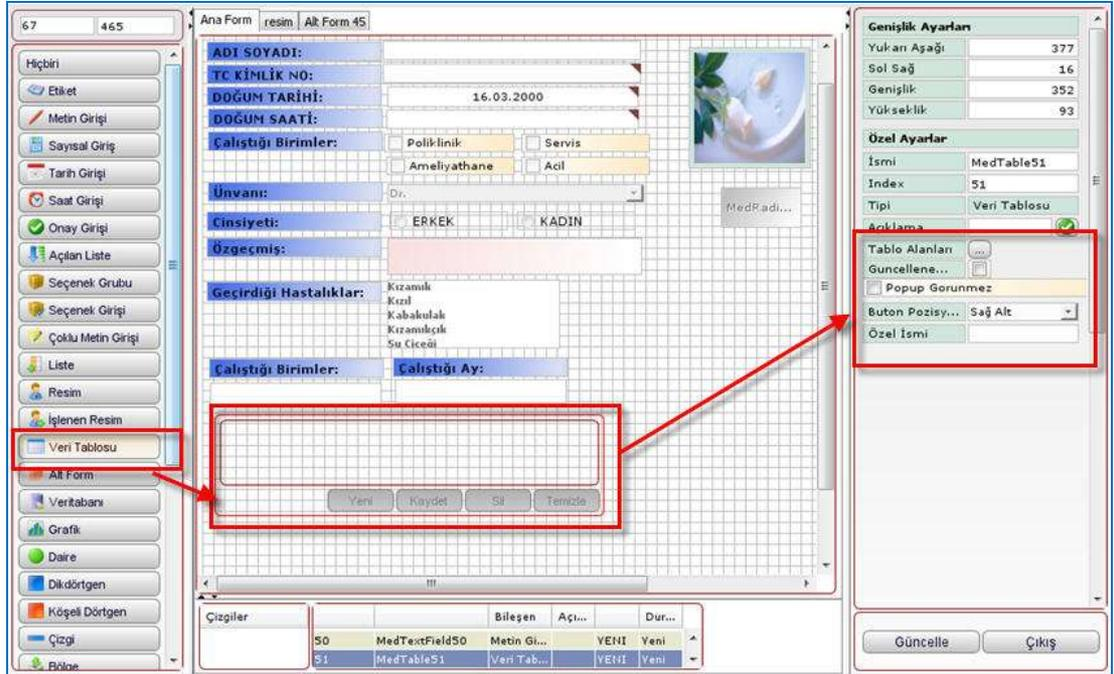 67 465
Hiçbiri
Etiket
Metin Girişi
Sayısal Giriş
Tarih Girişi
Saat Girişi
Onay Girişi
Açılan Liste
Seçenek Grubu
Seçenek Girişi
Çoklu Metin Girişi
Liste
Resim
İşlenen Resim
Veri Tablosu
Alt Form
Veritabanı
Grafik
Daire
Dikdörtgen
Köşeli Dörtgen
Çizgi
Bölge
Ana Form resim Alt Form 45
ADI SOYADI:
TC KİMLİK NO:
DOĞUM TARİHİ: 16.03.2000
DOĞUM SAATİ:
Çalıştığı Birimler: Poliklinik Servis
Ameliyathane Acil
Ünvanı: Dr.
MedRadi...
Cinsiyeti: ERKEK KADIN
Özgeçmiş:
Geçirdiği Hastalıklar: Kızamık
Kızıl
Kabakulak
Kızamıkçık
Su Çiceği
Çalıştığı Birimler: Çalıştığı Ay:
Yeni Kaydet Sil Temizle
Çizgiler
Bileşen Açı... Dur...
50 MedTextField50 Metin Gi... YENI Yeni
51 MedTable51 Veri Tab... YENI Yeni
Genişlik Ayarları
Yukarı Aşağı 377
Sol Sağ 16
Genişlik 352
Yükseklik 93
Özel Ayarlar
İsmi MedTable51
Index 51
Tipi Veri Tablosu
Açıklama
Tablo Alanları ...
Guncellene...
Popup Gorunmez
Buton Pozisy... Sağ Alt
Özel İsmi
Güncelle Çıkış